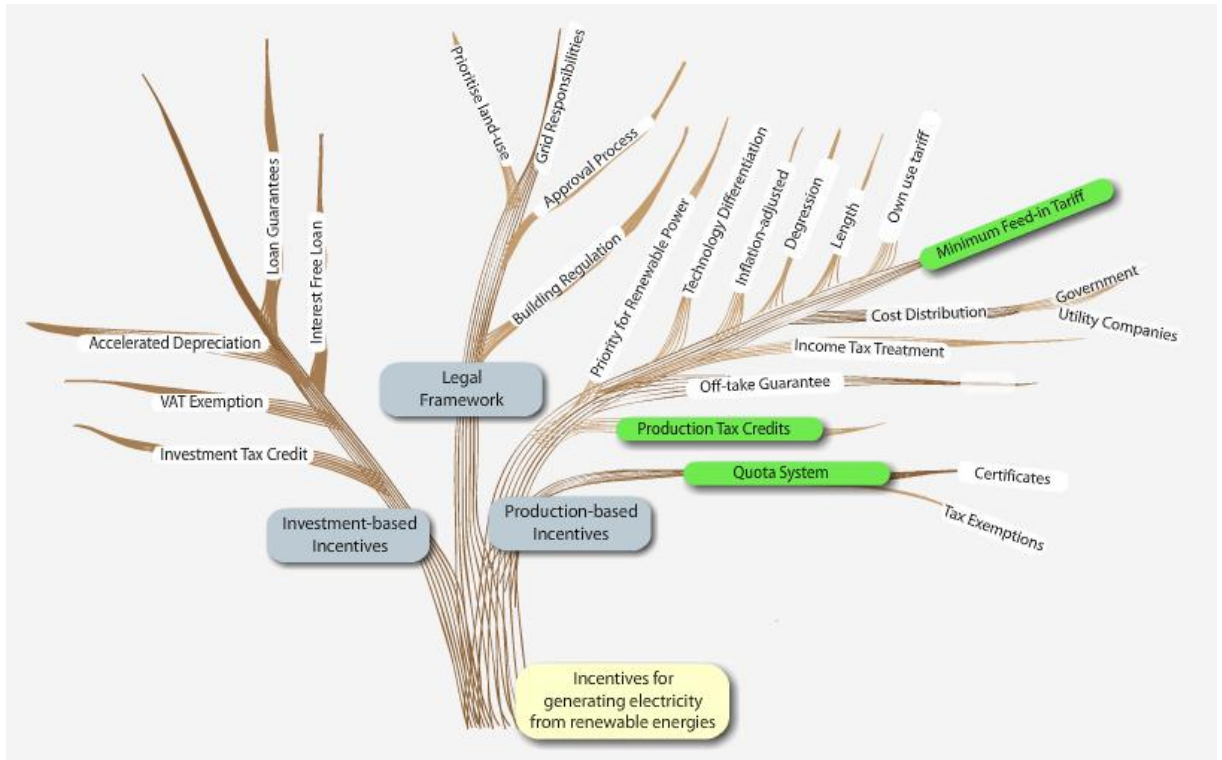 Prioritise land-use
Grid Responsibilities
Approval Process
Building Regulation
Loan Guarantees
Interest Free Loan
Accelerated Depreciation
VAT Exemption
Investment Tax Credit
Legal
Framework
Investment-based
Incentives
Production-based
Incentives
Priority for Renewable Power
Technology Differentiation
Inflation-adjusted
Degression
Length
Own use tariff
Minimum Feed-in Tariff
Cost Distribution
Government
Utility Companies
Income Tax Treatment
Off-take Guarantee
Production Tax Credits
Quota System
Certificates
Tax Exemptions
Incentives for
generating electricity
from renewable energies